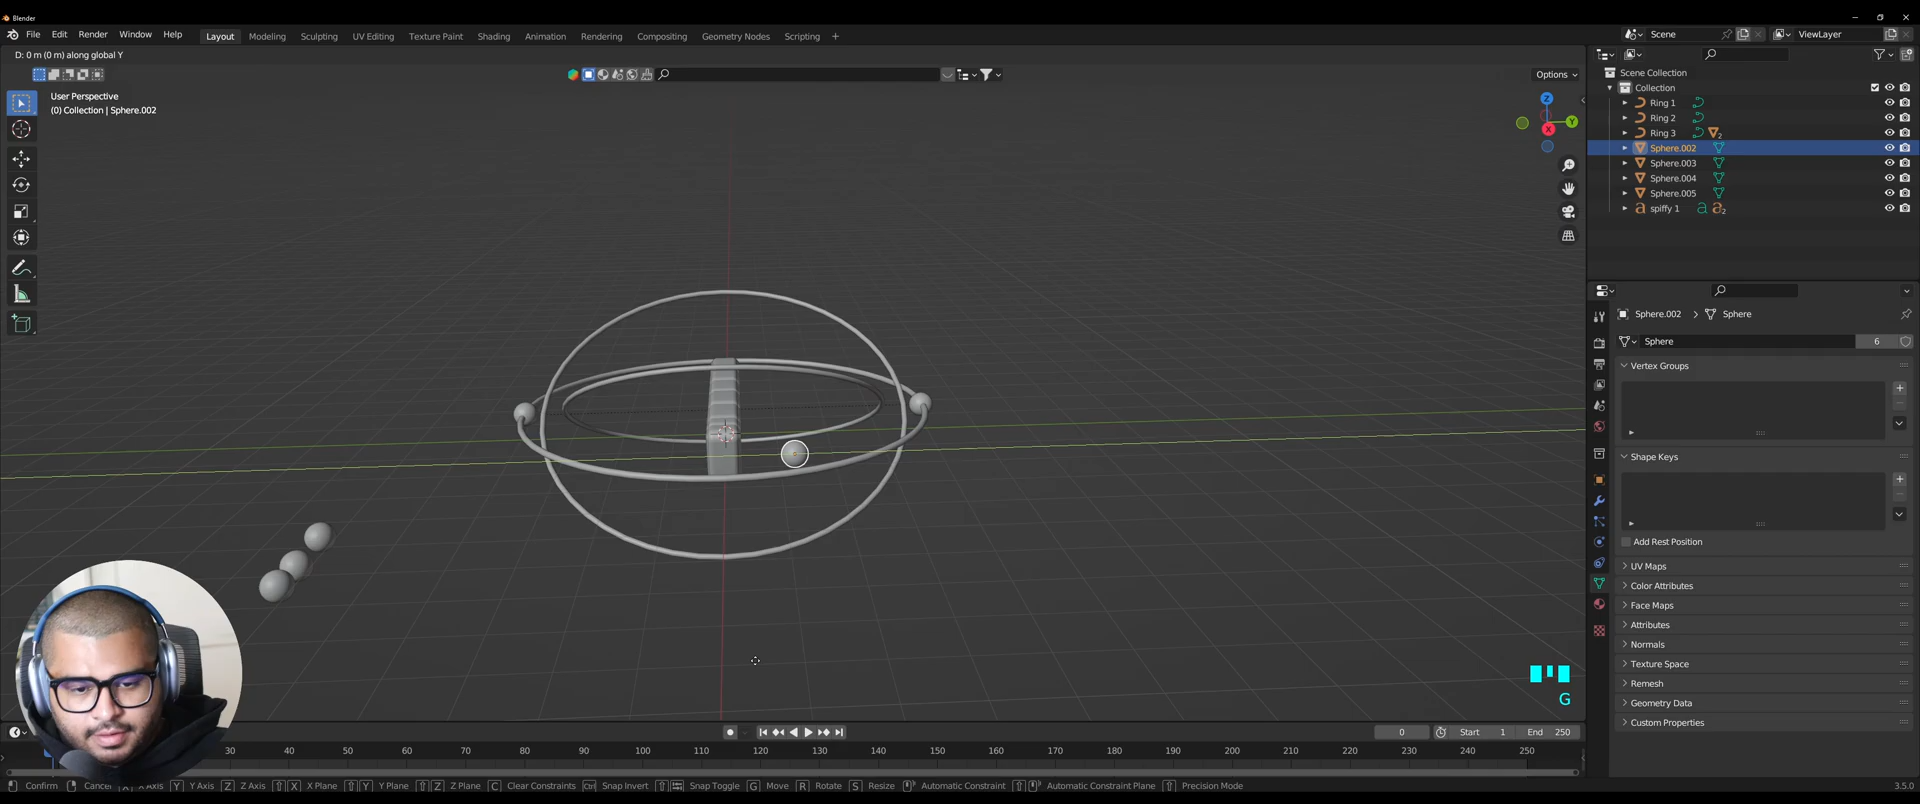 Blender
File Edit Render Window Help
Layout Modeling Sculpting UV Editing Texture Paint Shading Animation Rendering Compositing Geometry Nodes Scripting +
Scene
ViewLayer
D: 0 m (0 m) along global Y
Options
User Perspective
(0) Collection | Sphere.002
Z
Y
X
Scene Collection
Collection
Ring 1
Ring 2
Ring 3 2
Sphere.002
Sphere.003
Sphere.004
Sphere.005
spiffy 1 2
Sphere.002 > Sphere
Sphere 6
Vertex Groups
Shape Keys
Add Rest Position
UV Maps
Color Attributes
Face Maps
Attributes
Normals
Texture Space
Remesh
Geometry Data
Custom Properties
G
0 Start 1 End 250
30 40 50 60 70 80 90 100 110 120 130 140 150 160 170 180 190 200 210 220 230 240 250
Confirm Cancel X X Axis Y Y Axis Z Z Axis X X Plane Y Y Plane Z Z Plane C Clear Constraints Ctrl Snap Invert Snap Toggle G Move R Rotate S Resize Automatic Constraint Automatic Constraint Plane Precision Mode
3.5.0